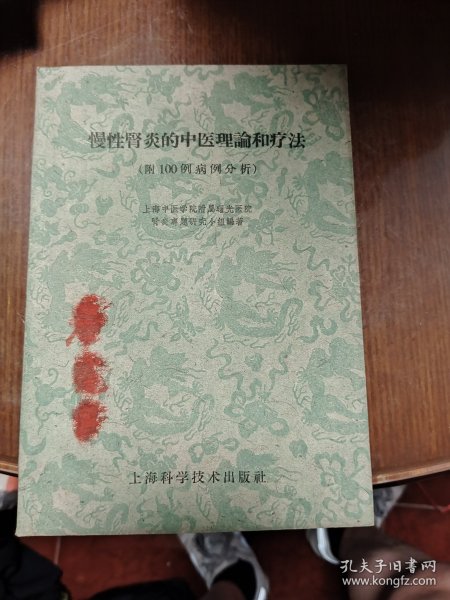 慢性腎炎的中医理論和疗法
(附100例病例分析)
上海中医学院附属曙光医院
腎炎專題研究小組編著
上海科学技术出版社
孔夫子旧书网
www.kongfz.com